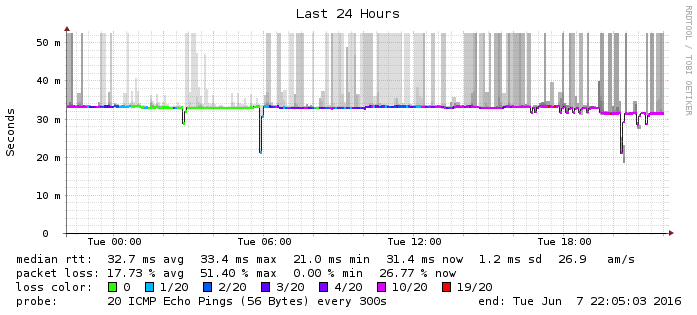 Last 24 Hours
RRDTOOL / TOBI OETIKER
Seconds
50 m
40 m
30 m
20 m
10 m
0
Tue 00:00 Tue 06:00 Tue 12:00 Tue 18:00
median rtt: 32.7 ms avg 33.4 ms max 21.0 ms min 31.4 ms now 1.2 ms sd 26.9 am/s
packet loss: 17.73 % avg 51.40 % max 0.00 % min 26.77 % now
loss color: 0 1/20 2/20 3/20 4/20 10/20 19/20
probe: 20 ICMP Echo Pings (56 Bytes) every 300s end: Tue Jun 7 22:05:03 2016